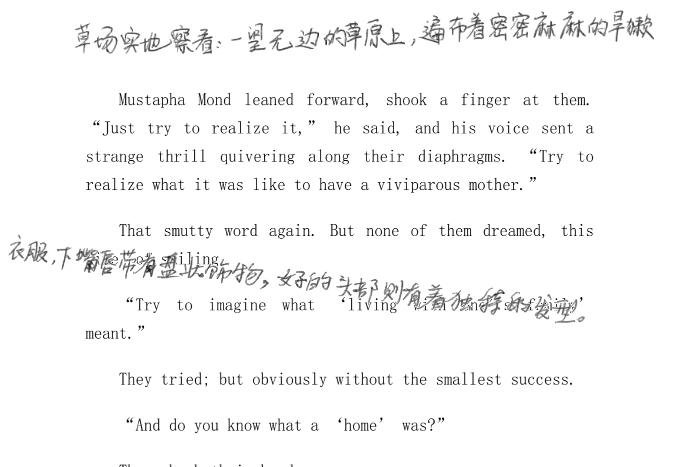 草场实地察看：一望无边的草原上，遍布着密密麻麻的旱獭
Mustapha Mond leaned forward, shook a finger at them.
“Just try to realize it,” he said, and his voice sent a
strange thrill quivering along their diaphragms. “Try to
realize what it was like to have a viviparous mother.”
That smutty word again. But none of them dreamed, this
smiling.
衣服，下嘴唇带有盘状饰物，女子的头部则有着独特的发型。
“Try to imagine what ‘living
meant.”
They tried; but obviously without the smallest success.
“And do you know what a ‘home’ was?”